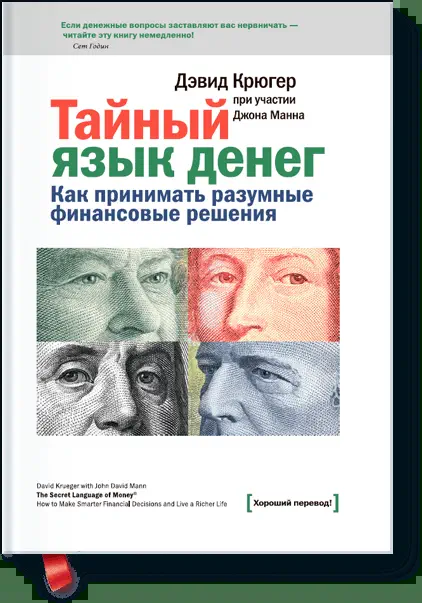 Если денежные вопросы заставляют вас нервничать —
читайте эту книгу немедленно!
Сет Годин
Дэвид Крюгер
при участии
Джона Манна
Тайный
язык денег
Как принимать разумные
финансовые решения
David Krueger with John David Mann
The Secret Language of Money®
How to Make Smarter Financial Decisions and Live a Richer Life
[Хороший перевод!]